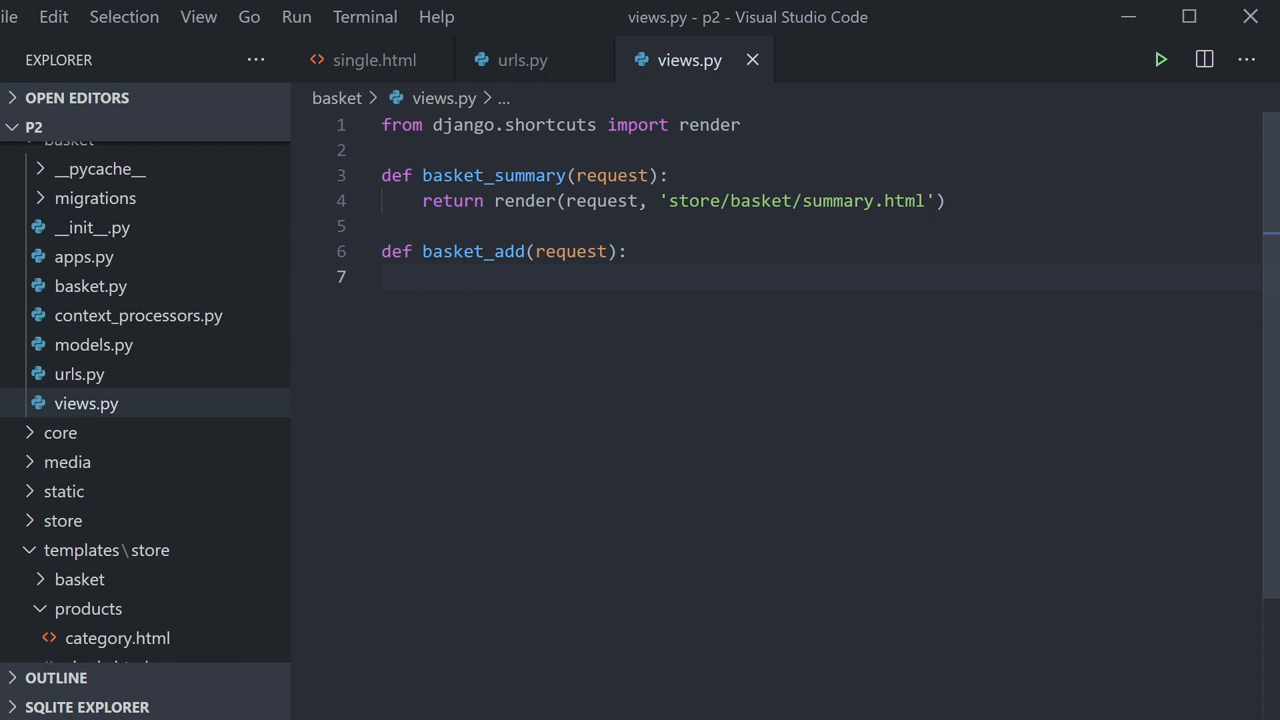 ile Edit Selection View Go Run Terminal Help views.py - p2 - Visual Studio Code
EXPLORER ...
single.html urls.py views.py
OPEN EDITORS
P2
basket
__pycache__
migrations
__init__.py
apps.py
basket.py
context_processors.py
models.py
urls.py
views.py
core
media
static
store
templates\store
basket
products
category.html
OUTLINE
SQLITE EXPLORER
basket > views.py > ...
1 from django.shortcuts import render
2
3 def basket_summary(request):
4 return render(request, 'store/basket/summary.html')
5
6 def basket_add(request):
7